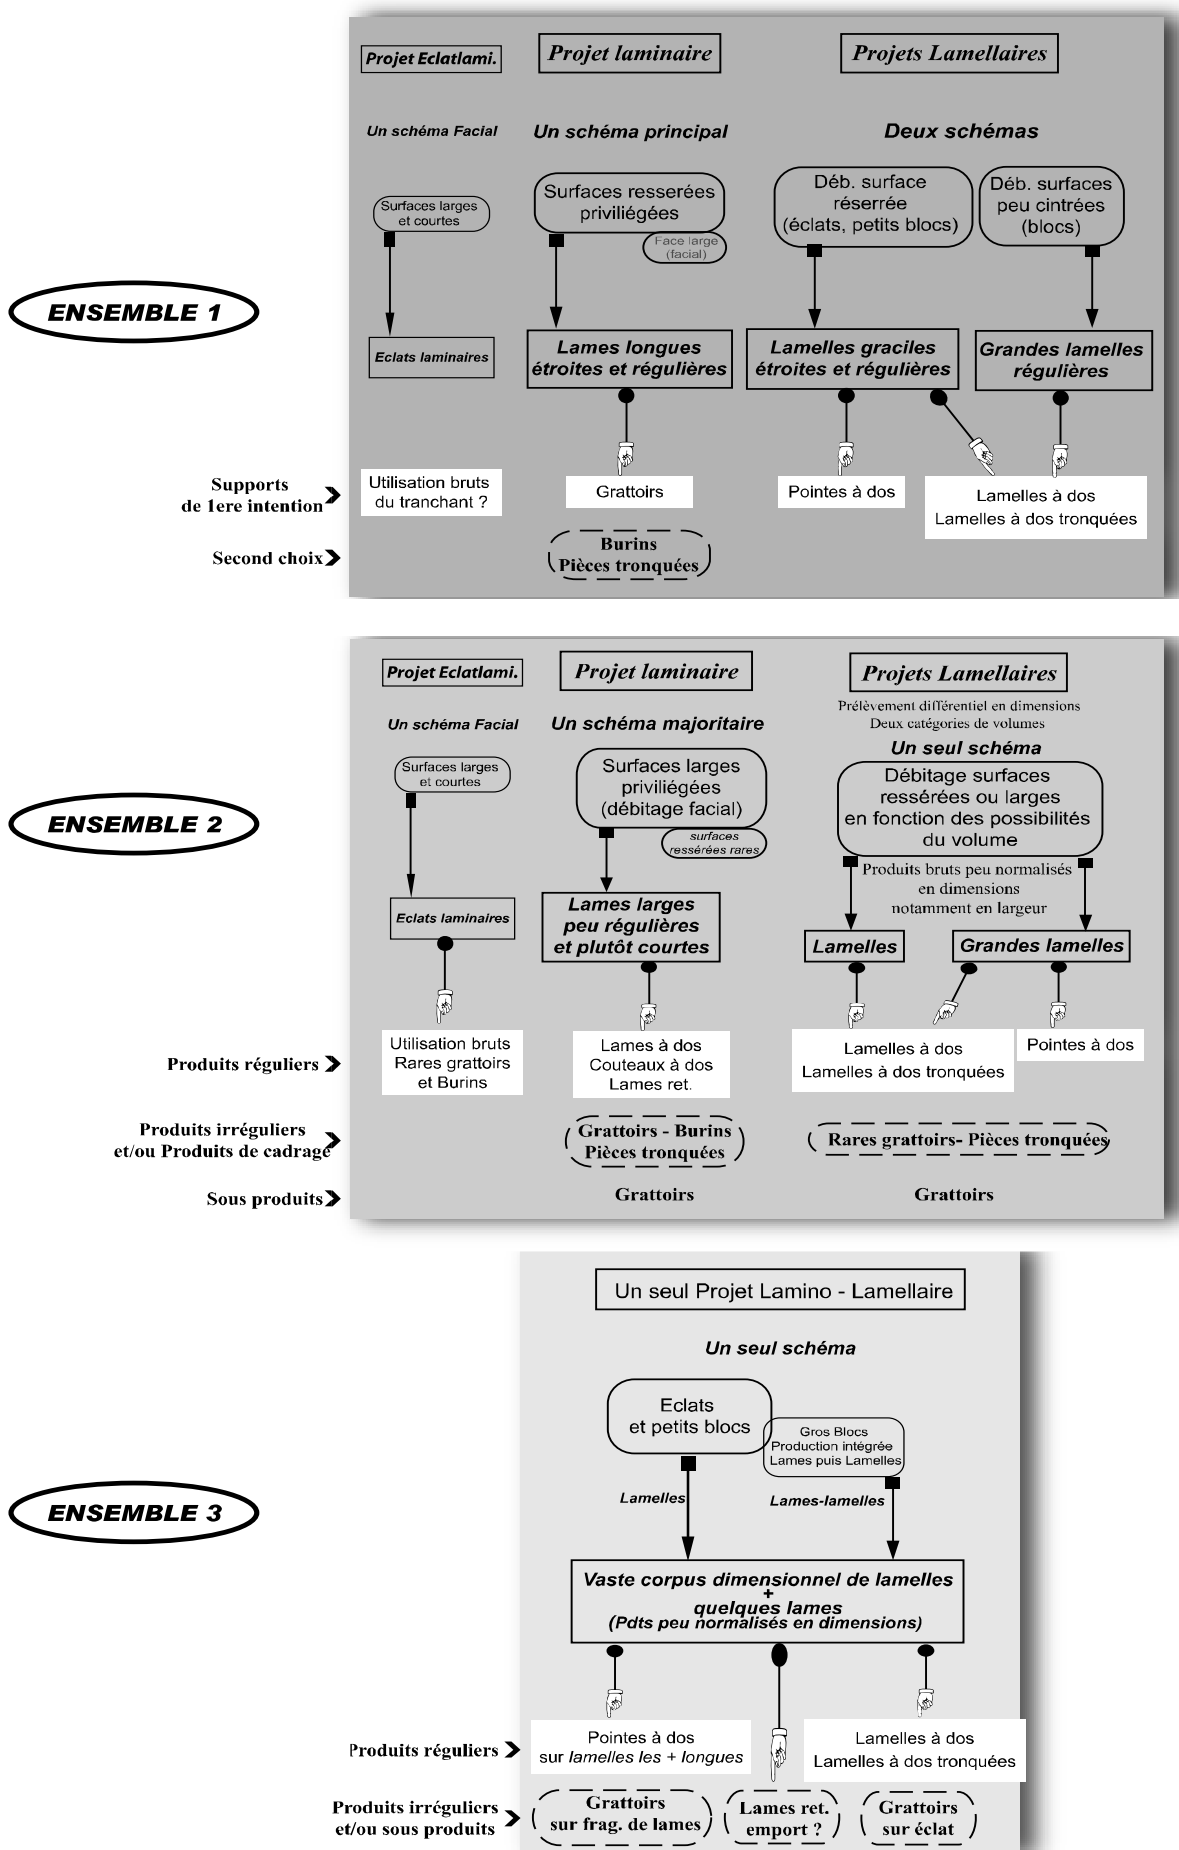 ENSEMBLE 1
Projet Eclatlami.
Projet laminaire
Projets Lamellaires
Un schéma Facial
Un schéma principal
Deux schémas
Surfaces larges
et courtes
Surfaces resserées
priviliégées
Face large
(facial)
Déb. surface
réserrée
(éclats, petits blocs)
Déb. surfaces
peu cintrées
(blocs)
Eclats laminaires
Lames longues
étroites et régulières
Lamelles graciles
étroites et régulières
Grandes lamelles
régulières
Supports
de 1ere intention
Utilisation bruts
du tranchant ?
Grattoirs
Pointes à dos
Lamelles à dos
Lamelles à dos tronquées
Second choix
Burins
Pièces tronquées
ENSEMBLE 2
Projet Eclatlami.
Projet laminaire
Projets Lamellaires
Prélèvement différentiel en dimensions
Deux catégories de volumes
Un schéma Facial
Un schéma majoritaire
Un seul schéma
Surfaces larges
et courtes
Surfaces larges
priviliégées
(débitage facial)
surfaces
ressérées rares
Débitage surfaces
ressérées ou larges
en fonction des possibilités
du volume
Produits bruts peu normalisés
en dimensions
notamment en largeur
Eclats laminaires
Lames larges
peu régulières
et plutôt courtes
Lamelles
Grandes lamelles
Produits réguliers
Utilisation bruts
Rares grattoirs
et Burins
Lames à dos
Couteaux à dos
Lames ret.
Lamelles à dos
Lamelles à dos tronquées
Pointes à dos
Produits irréguliers
et/ou Produits de cadrage
Grattoirs - Burins
Pièces tronquées
Rares grattoirs- Pièces tronquées
Sous produits
Grattoirs
Grattoirs
ENSEMBLE 3
Un seul Projet Lamino - Lamellaire
Un seul schéma
Eclats
et petits blocs
Gros Blocs
Production intégrée
Lames puis Lamelles
Lamelles
Lames-lamelles
Vaste corpus dimensionnel de lamelles
+
quelques lames
(Pdts peu normalisés en dimensions)
Produits réguliers
Pointes à dos
sur lamelles les + longues
Lamelles à dos
Lamelles à dos tronquées
Produits irréguliers
et/ou sous produits
Grattoirs
sur frag. de lames
Lames ret.
emport ?
Grattoirs
sur éclat